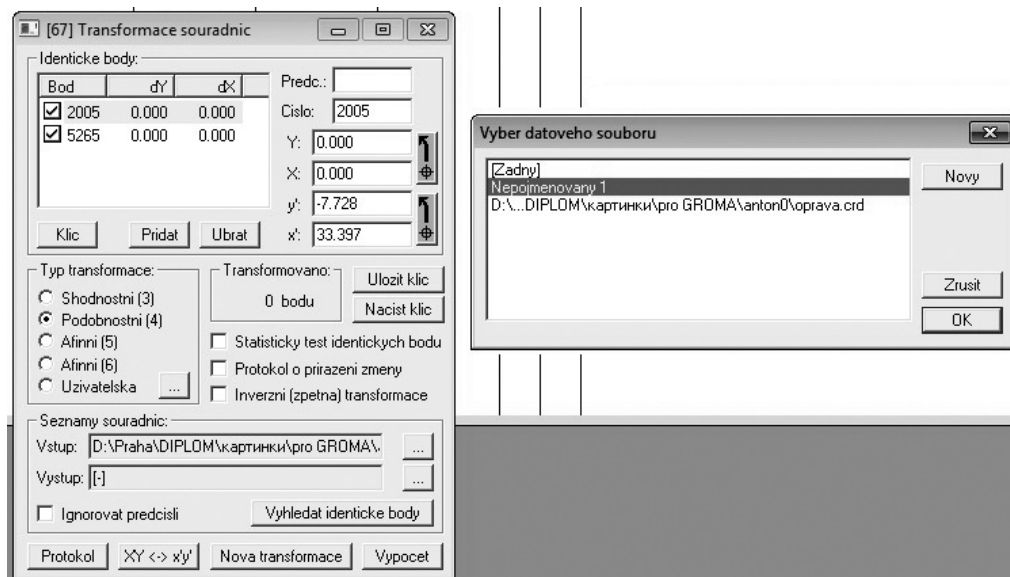 [67] Transformace souradnic
Identicke body:
Bod dY dX
2005 0.000 0.000
5265 0.000 0.000
Klic Pridat Ubrat
Predc.:
Cislo: 2005
Y: 0.000
X: 0.000
y': -7.728
x': 33.397
Typ transformace:
Shodnostni (3)
Podobnostni (4)
Afinni (5)
Afinni (6)
Uzivatelska ...
Transformovano:
0 bodu
Ulozit klic
Nacist klic
Statisticky test identickych bodu
Protokol o prirazeni zmeny
Inverzni (zpetna) transformace
Seznamy souradnic:
Vstup: D:\Praha\DIPLOM\картинки\pro GROMA\. ...
Vystup: [-] ...
Ignorovat predcisli Vyhledat identicke body
Protokol XY <-> x'y' Nova transformace Vypocet
Vyber datoveho souboru
[Zadny]
Nepojmenovany 1
D:\...DIPLOM\картинки\pro GROMA\anton0\oprava.crd
Novy
Zrusit
OK